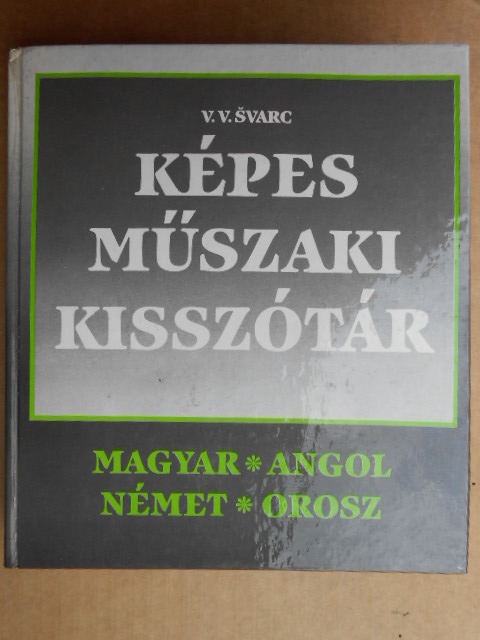 V. V. ŠVARC
KÉPES
MŰSZAKI
KISSZÓTÁR
MAGYAR * ANGOL
NÉMET * OROSZ